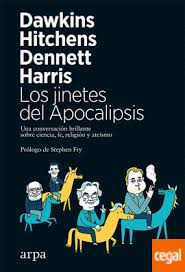 Dawkins
Hitchens
Dennett
Harris
Los jinetes
del Apocalipsis
Una conversación brillante
sobre ciencia, fe, religión y ateísmo
Prólogo de Stephen Fry
arpa
cegal